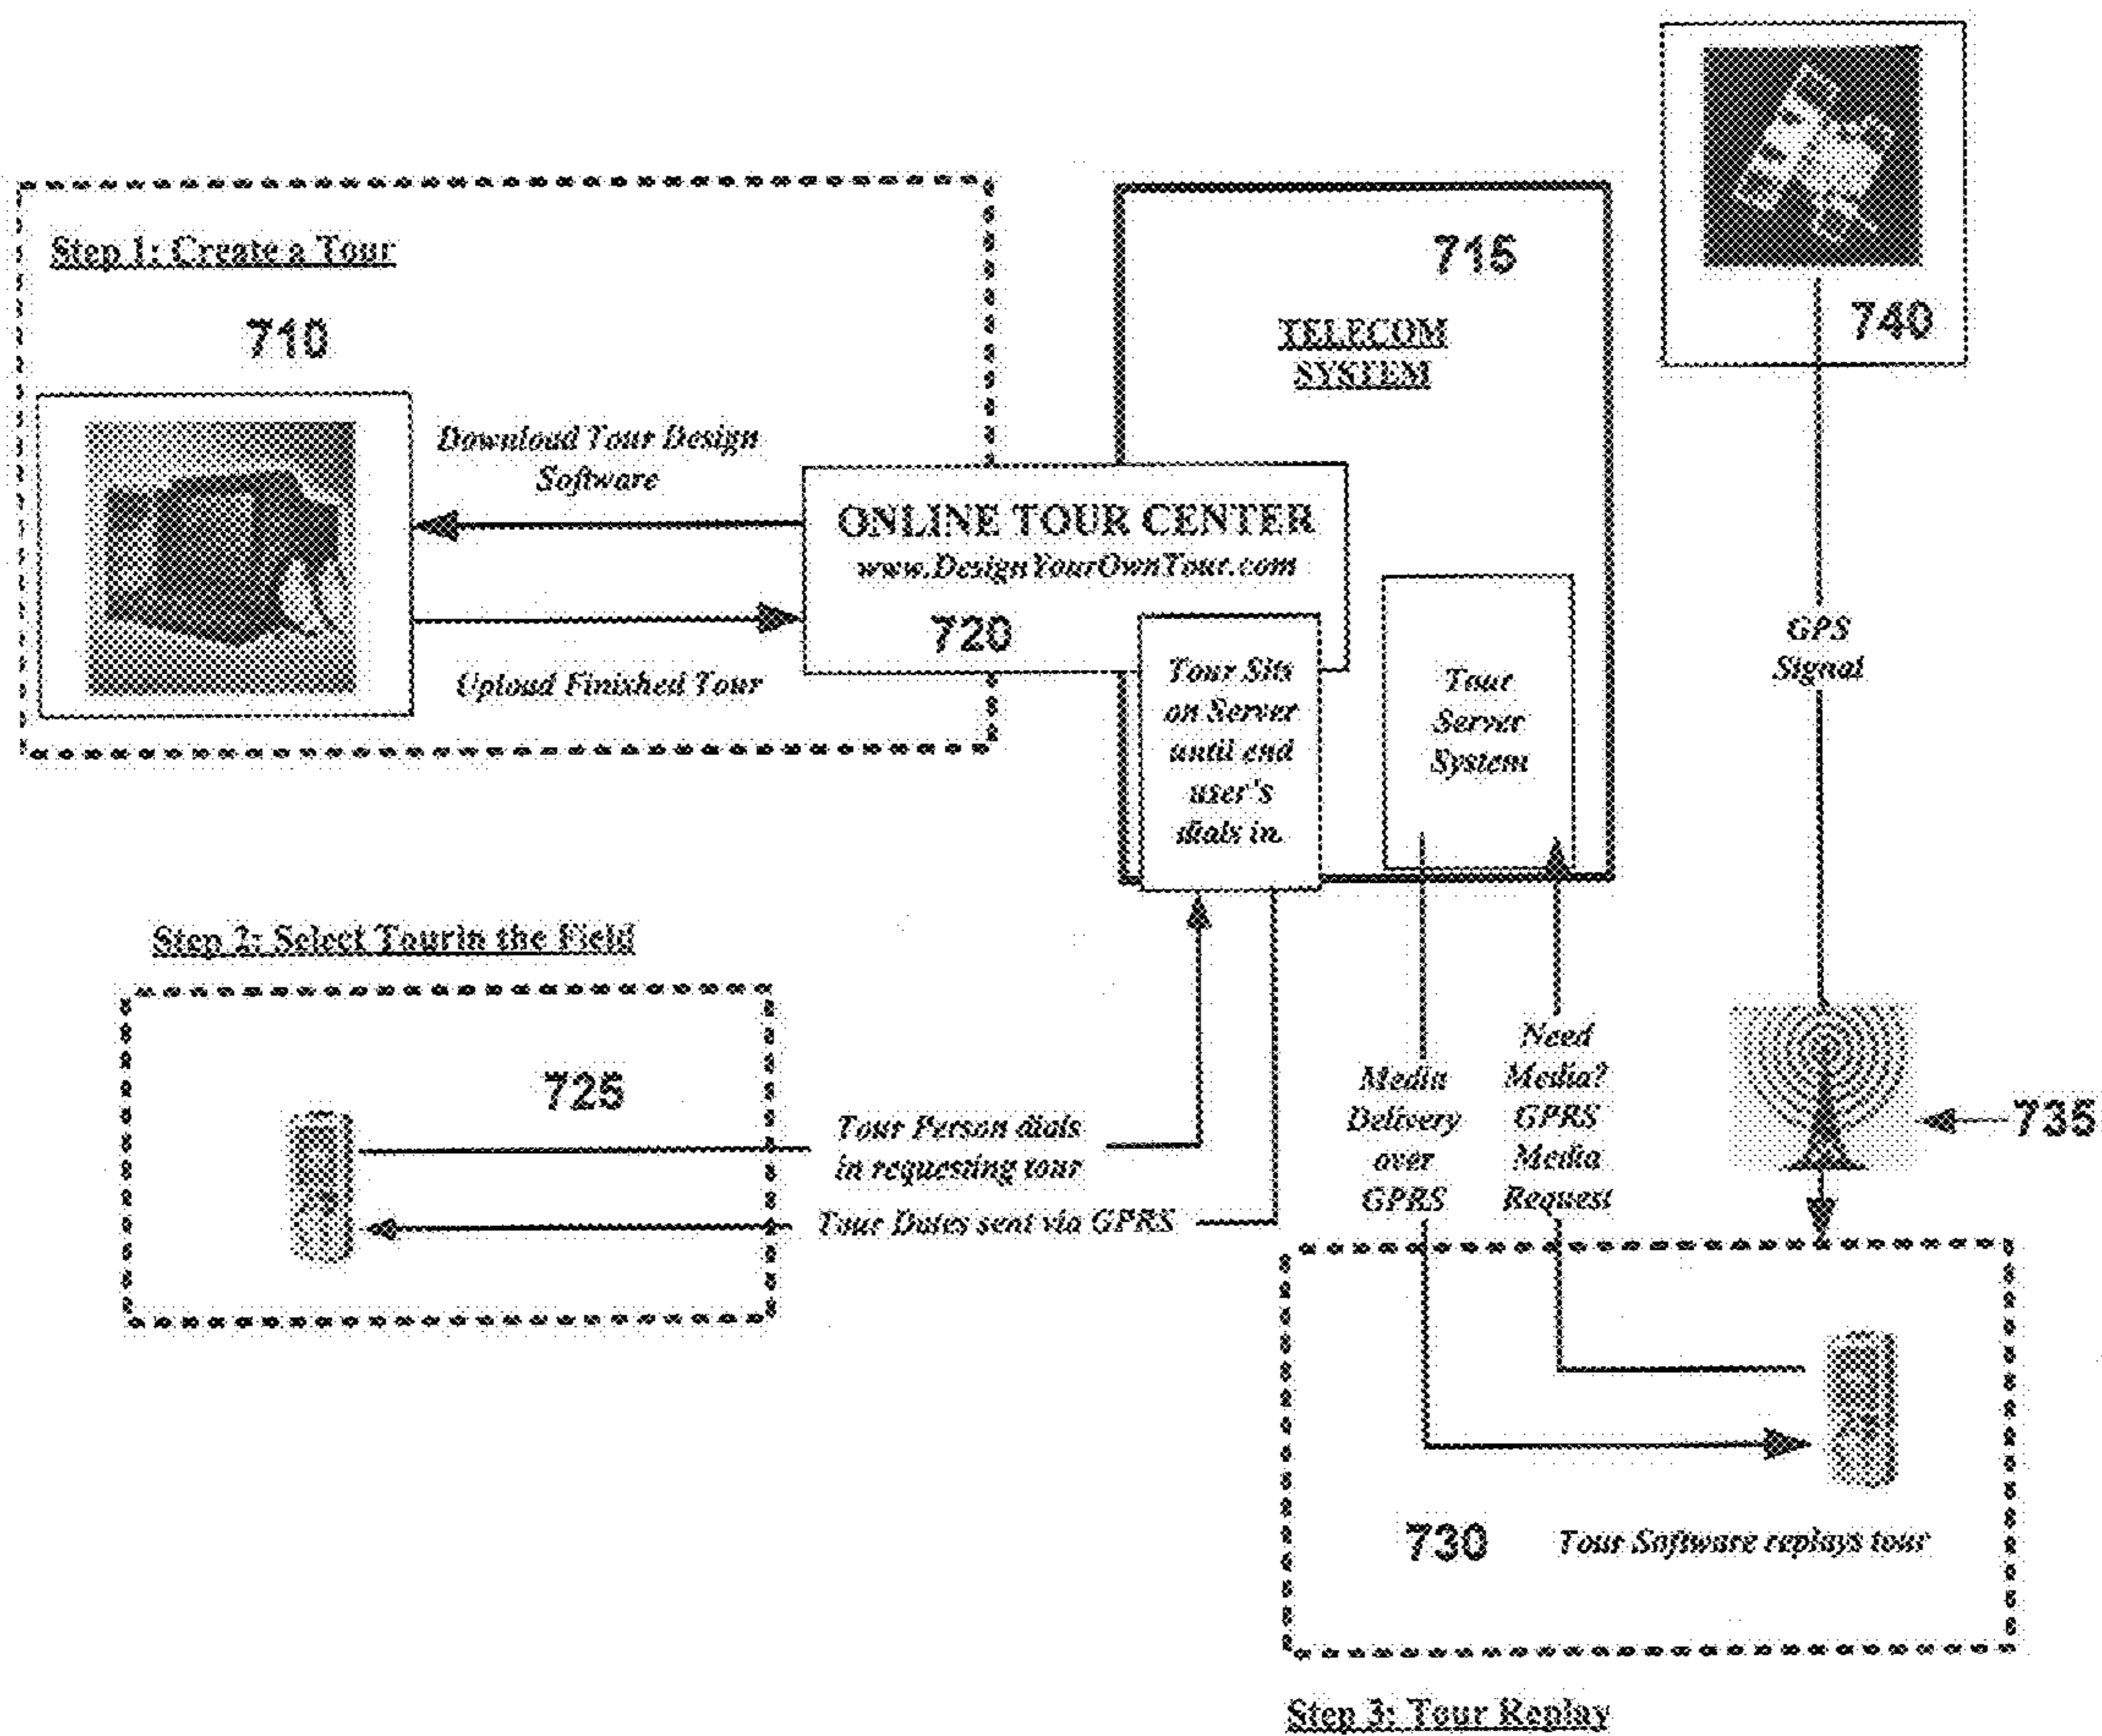 Step 1: Create a Tour
710
Download Tour Design
Software
Upload Finished Tour
715
TELECOM
SYSTEM
740
ONLINE TOUR CENTER
www.DesignYourOwnTour.com
720
Tour Sits
on Server
until end
user's
dials in.
Tour
Server
System
GPS
Signal
Step 2: Select Tourin the Field
725
Tour Person dials
in requesting tour
Tour Dates sent via GPRS
Media
Delivery
over
GPRS
Need
Media?
GPRS
Media
Request
735
730
Tour Software replays tour
Step 3: Tour Replay